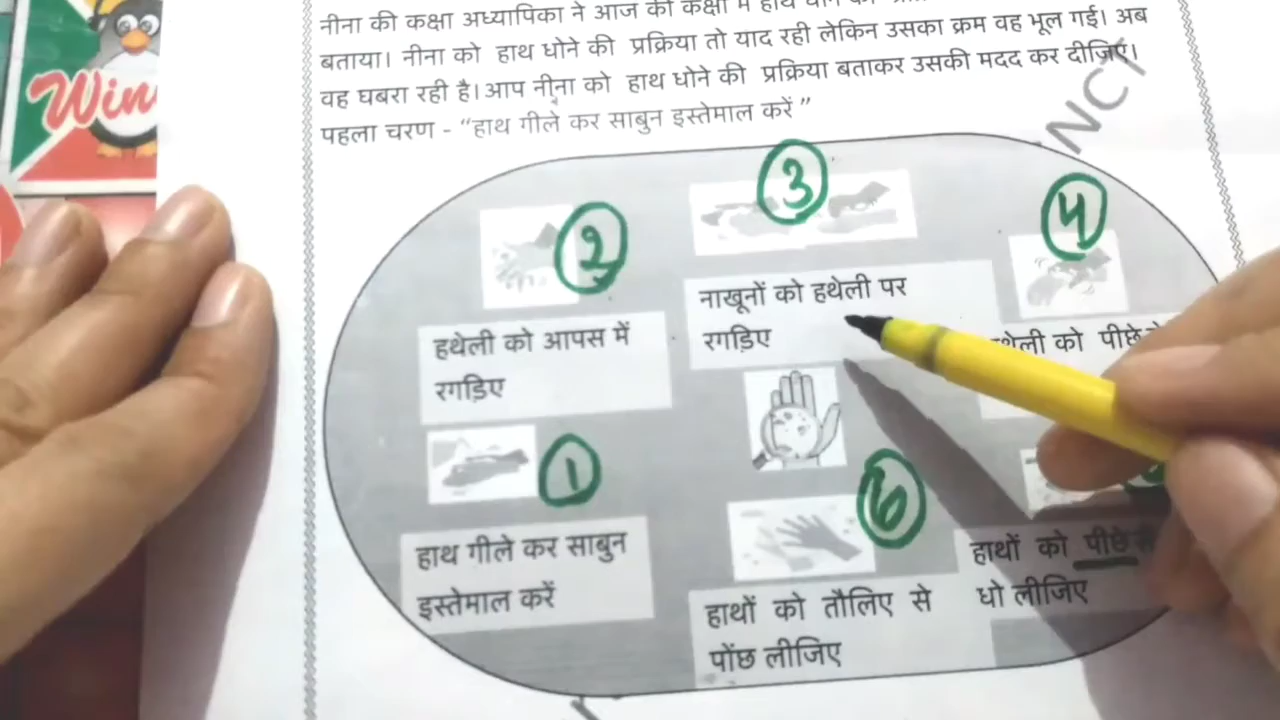 नीना की कक्षा अध्यापिका ने आज की कक्षा में हाथ
बताया। नीना को हाथ धोने की प्रक्रिया तो याद रही लेकिन उसका क्रम वह भूल गई। अब
वह घबरा रही है। आप नीना को हाथ धोने की प्रक्रिया बताकर उसकी मदद कर दीजिए।
पहला चरण - “हाथ गीले कर साबुन इस्तेमाल करें ”
Win
NCT
2
3
4
हथेली को आपस में
रगड़िए
नाखूनों को हथेली पर
रगड़िए
को पीछे
1
6
हाथ गीले कर साबुन
इस्तेमाल करें
हाथों को तौलिए से
पोंछ लीजिए
हाथों को पीछे से
धो लीजिए